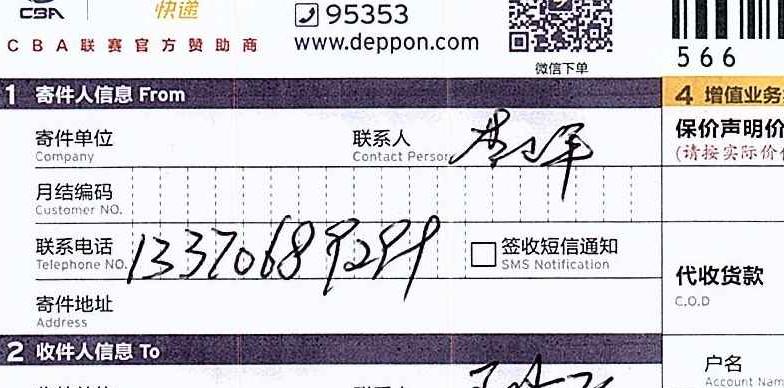 CBA
快递
95353
CBA联赛官方赞助商
www.deppon.com
微信下单
566
1 寄件人信息 From
4 增值业务
寄件单位
Company
联系人
Contact Person
保价声明价
(请按实际价
月结编码
Customer NO.
联系电话
Telephone NO.
13370689299
签收短信通知
SMS Notification
代收货款
C.O.D
寄件地址
Address
2 收件人信息 To
户名
Account Nam